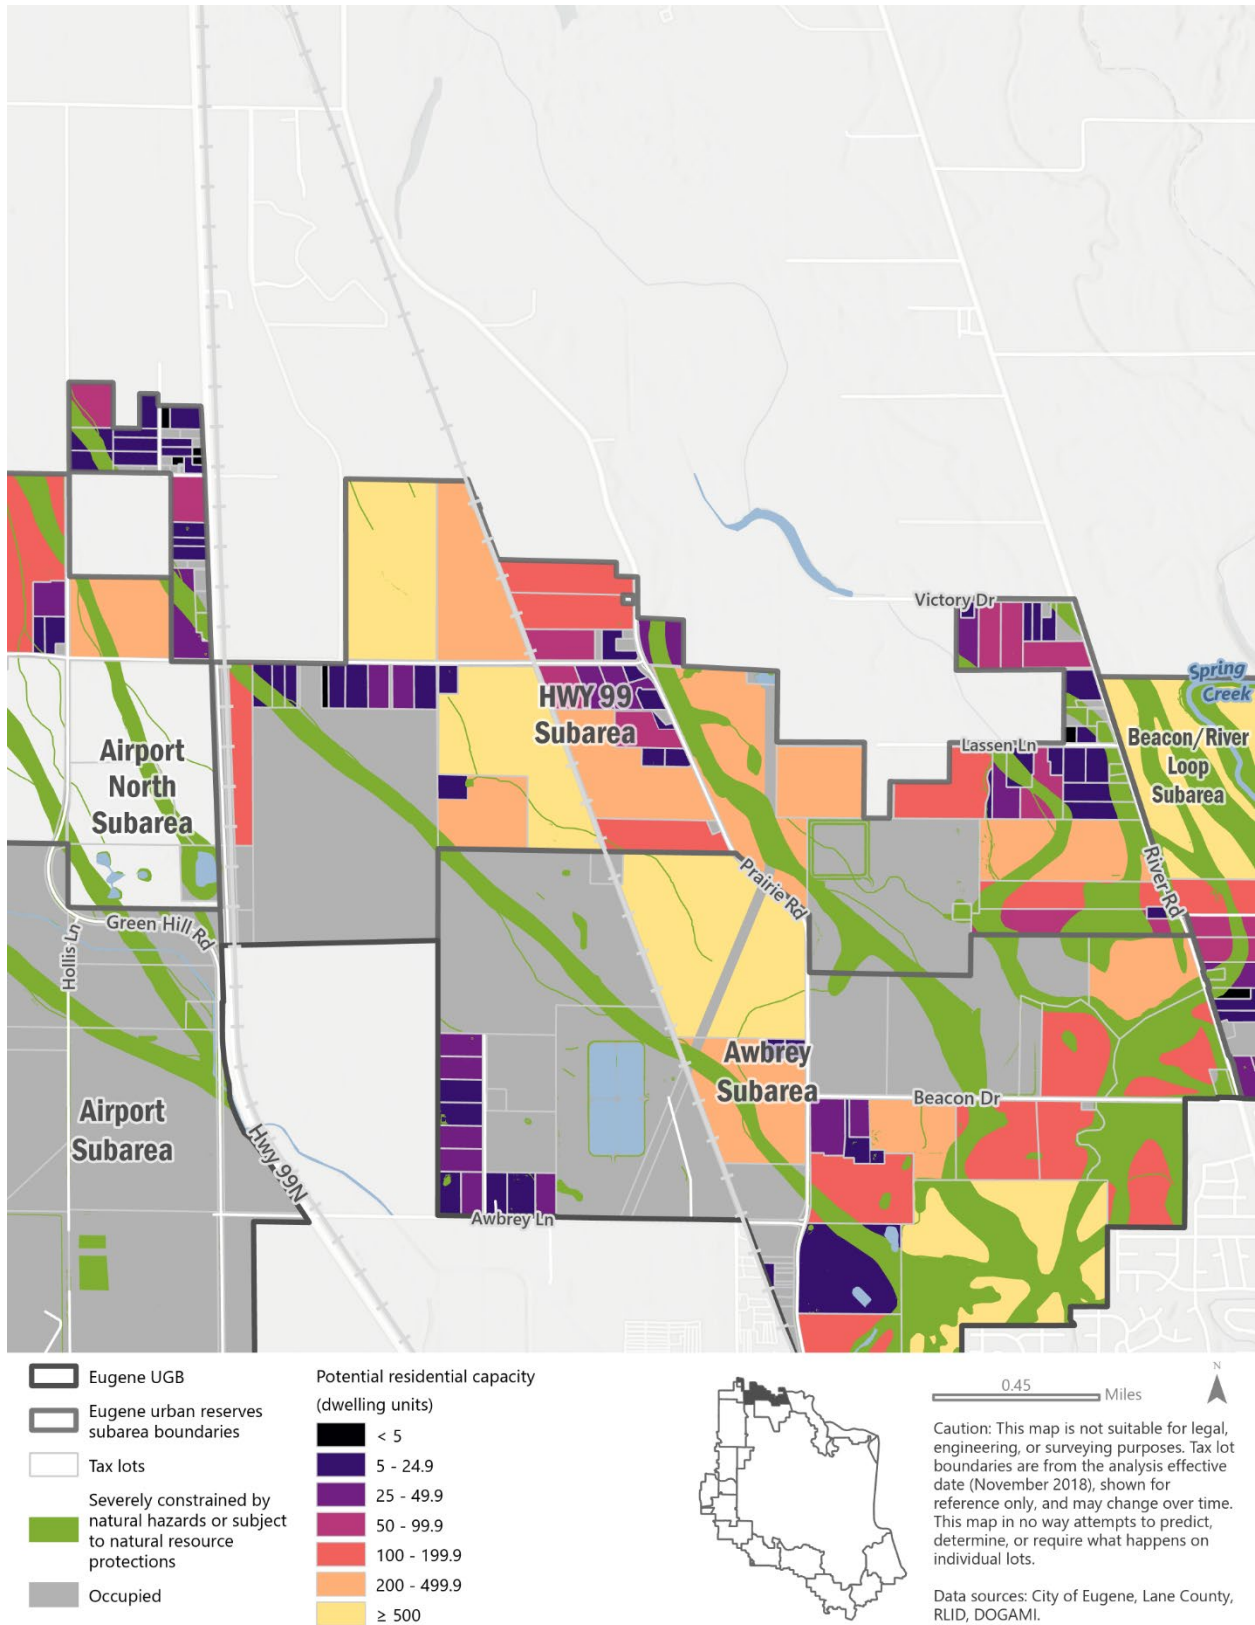 Victory Dr
Spring
Creek
HWY 99
Subarea
Lassen Ln
Beacon/River
Loop
Subarea
Airport
North
Subarea
Prairie Rd
River Rd
Green Hill Rd
Hollis Ln
Awbrey
Subarea
Beacon Dr
Airport
Subarea
Hwy 99N
Awbrey Ln
Eugene UGB
Eugene urban reserves
subarea boundaries
Tax lots
Severely constrained by
natural hazards or subject
to natural resource
protections
Occupied
Potential residential capacity
(dwelling units)
< 5
5 - 24.9
25 - 49.9
50 - 99.9
100 - 199.9
200 - 499.9
≥ 500
0.45
Miles
N
Caution: This map is not suitable for legal,
engineering, or surveying purposes. Tax lot
boundaries are from the analysis effective
date (November 2018), shown for
reference only, and may change over time.
This map in no way attempts to predict,
determine, or require what happens on
individual lots.
Data sources: City of Eugene, Lane County,
RLID, DOGAMI.